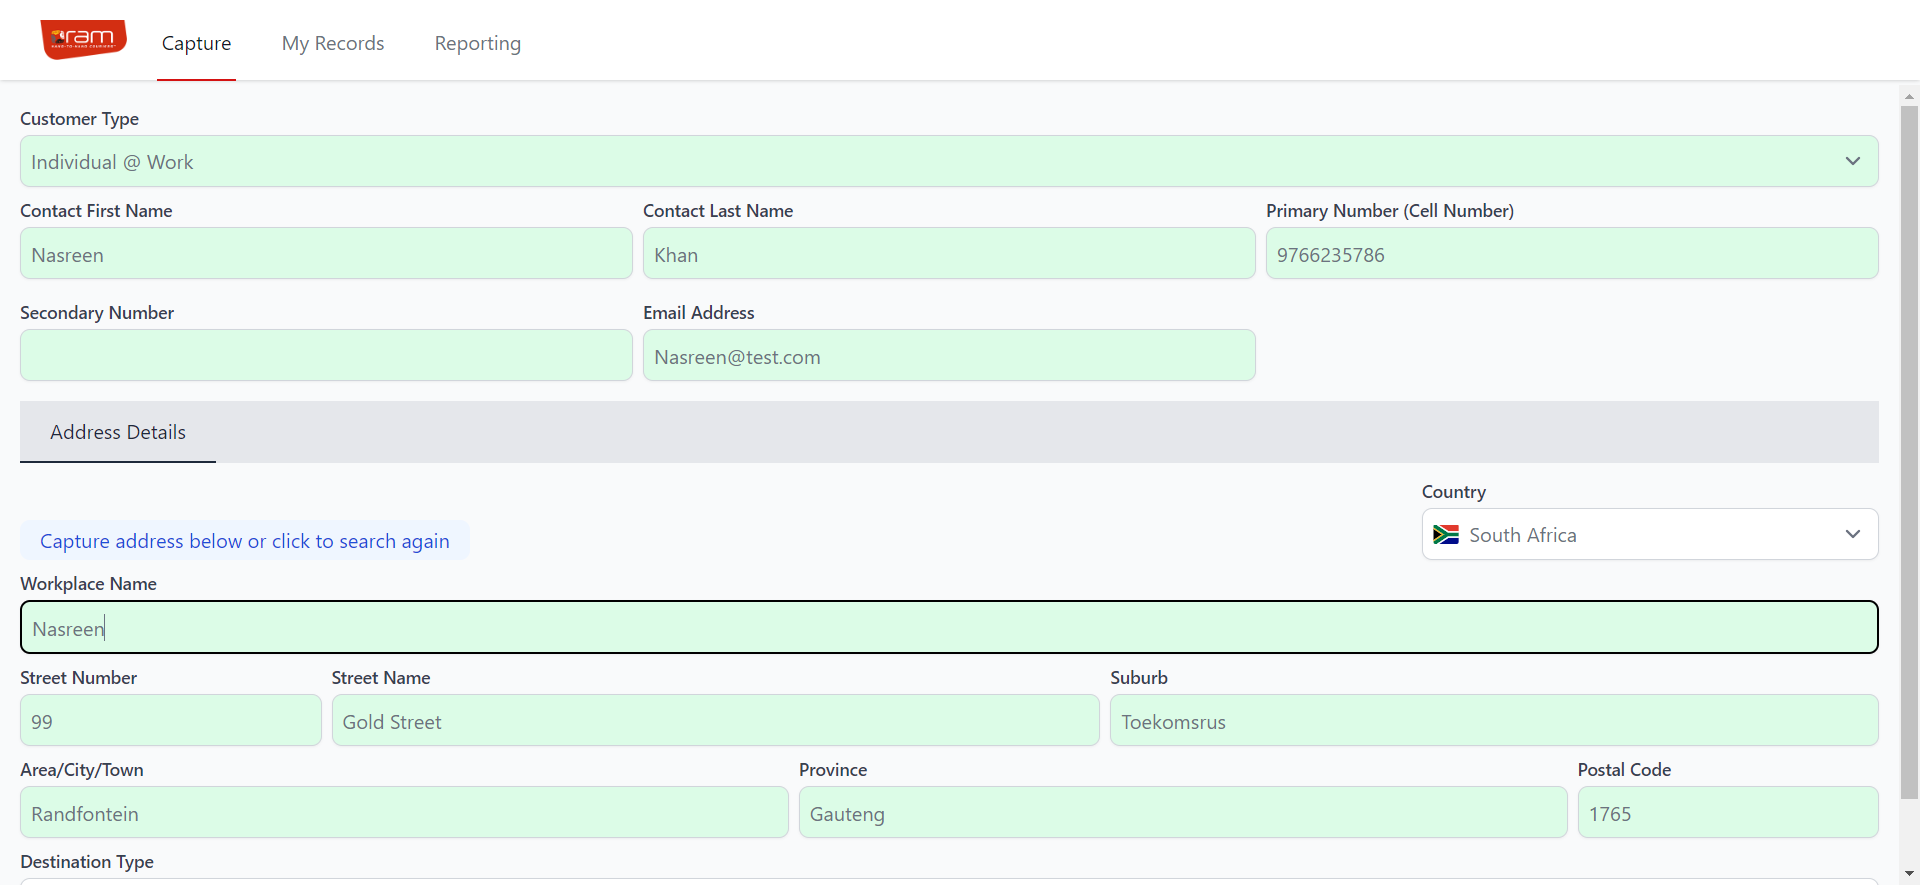 ram
Capture
My Records
Reporting
Customer Type
Individual @ Work
Contact First Name
Contact Last Name
Primary Number (Cell Number)
Nasreen
Khan
9766235786
Secondary Number
Email Address
Nasreen@test.com
Address Details
Country
South Africa
Capture address below or click to search again
Workplace Name
Nasreen
Street Number
Street Name
Suburb
99
Gold Street
Toekomsrus
Area/City/Town
Province
Postal Code
Randfontein
Gauteng
1765
Destination Type